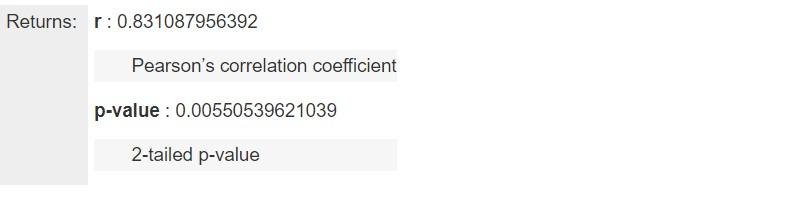 Returns: r : 0.831087956392
Pearson’s correlation coefficient
p-value : 0.00550539621039
2-tailed p-value